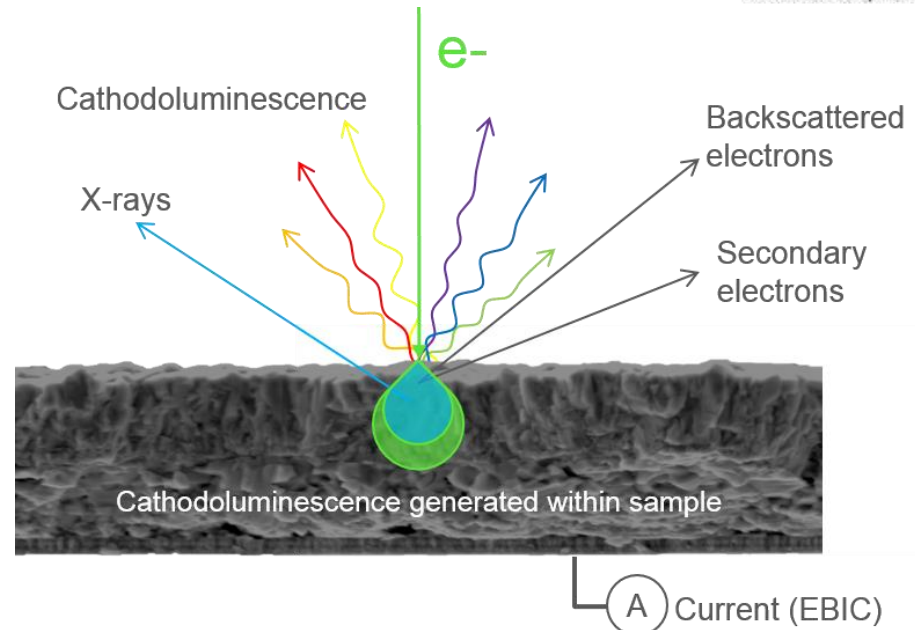 e-
Cathodoluminescence
Backscattered
electrons
X-rays
Secondary
electrons
Cathodoluminescence generated within sample
A Current (EBIC)